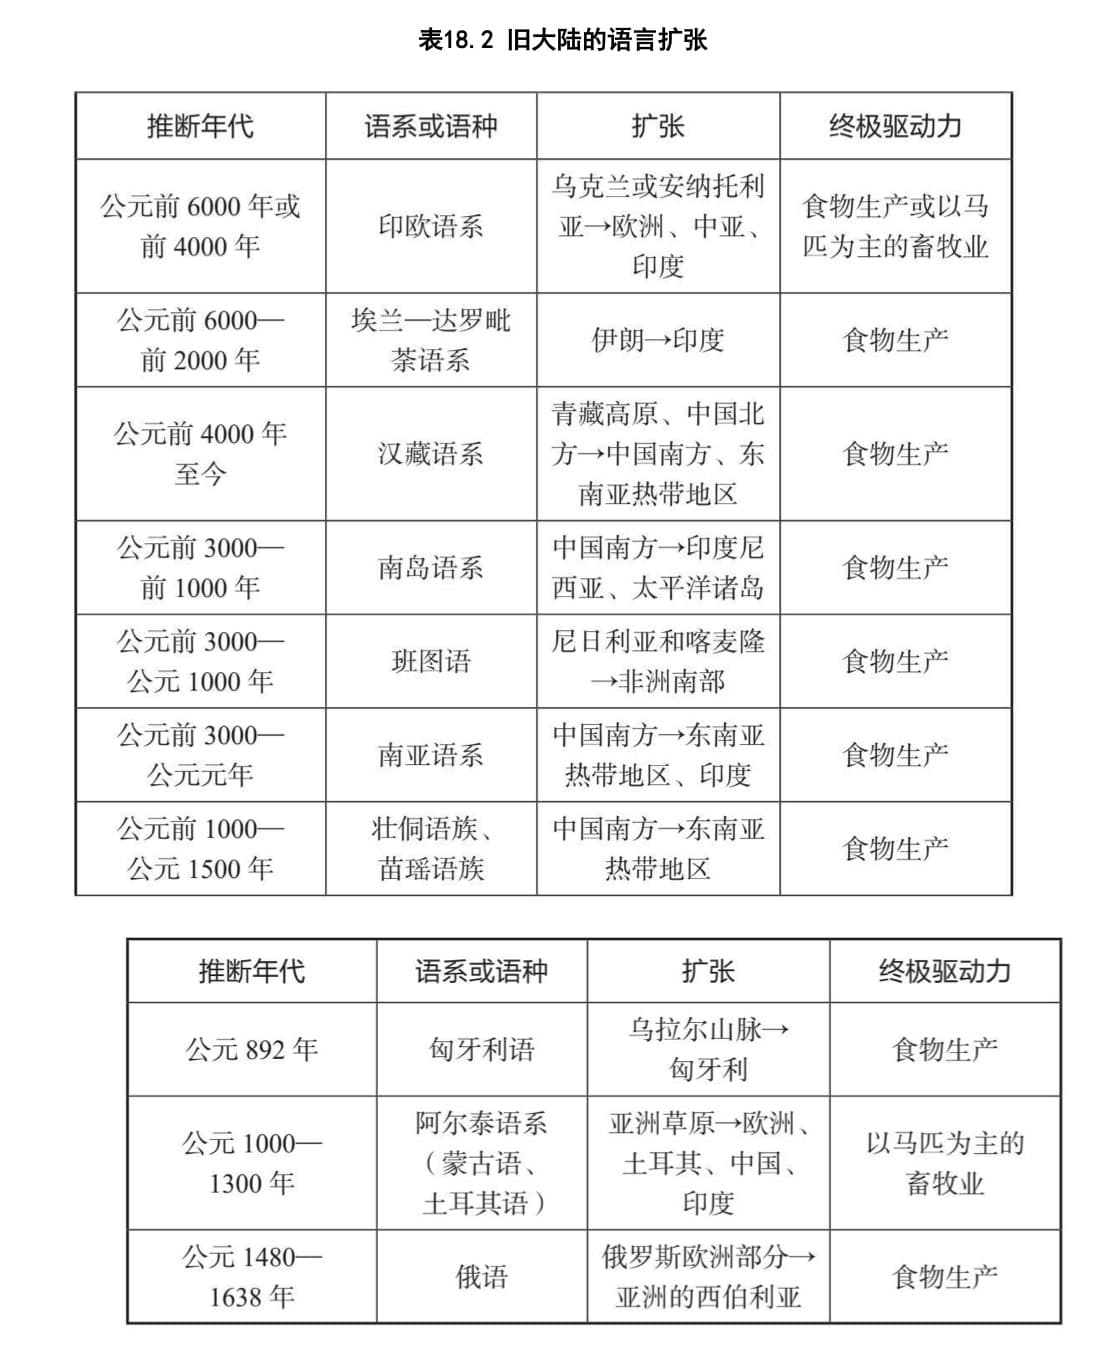 表18.2 旧大陆的语言扩张
推断年代 语系或语种 扩张 终极驱动力
公元前 6000 年或
前 4000 年
印欧语系
乌克兰或安纳托利
亚→欧洲、中亚、
印度
食物生产或以马
匹为主的畜牧业
公元前 6000—
前 2000 年
埃兰—达罗毗
荼语系
伊朗→印度
食物生产
公元前 4000 年
至今
汉藏语系
青藏高原、中国北
方→中国南方、东
南亚热带地区
食物生产
公元前 3000—
前 1000 年
南岛语系
中国南方→印度尼
西亚、太平洋诸岛
食物生产
公元前 3000—
公元 1000 年
班图语
尼日利亚和喀麦隆
→非洲南部
食物生产
公元前 3000—
公元元年
南亚语系
中国南方→东南亚
热带地区、印度
食物生产
公元前 1000—
公元 1500 年
壮侗语族、
苗瑶语族
中国南方→东南亚
热带地区
食物生产
推断年代 语系或语种 扩张 终极驱动力
公元 892 年
匈牙利语
乌拉尔山脉→
匈牙利
食物生产
公元 1000—
1300 年
阿尔泰语系
（蒙古语、
土耳其语）
亚洲草原→欧洲、
土耳其、中国、
印度
以马匹为主的
畜牧业
公元 1480—
1638 年
俄语
俄罗斯欧洲部分→
亚洲的西伯利亚
食物生产